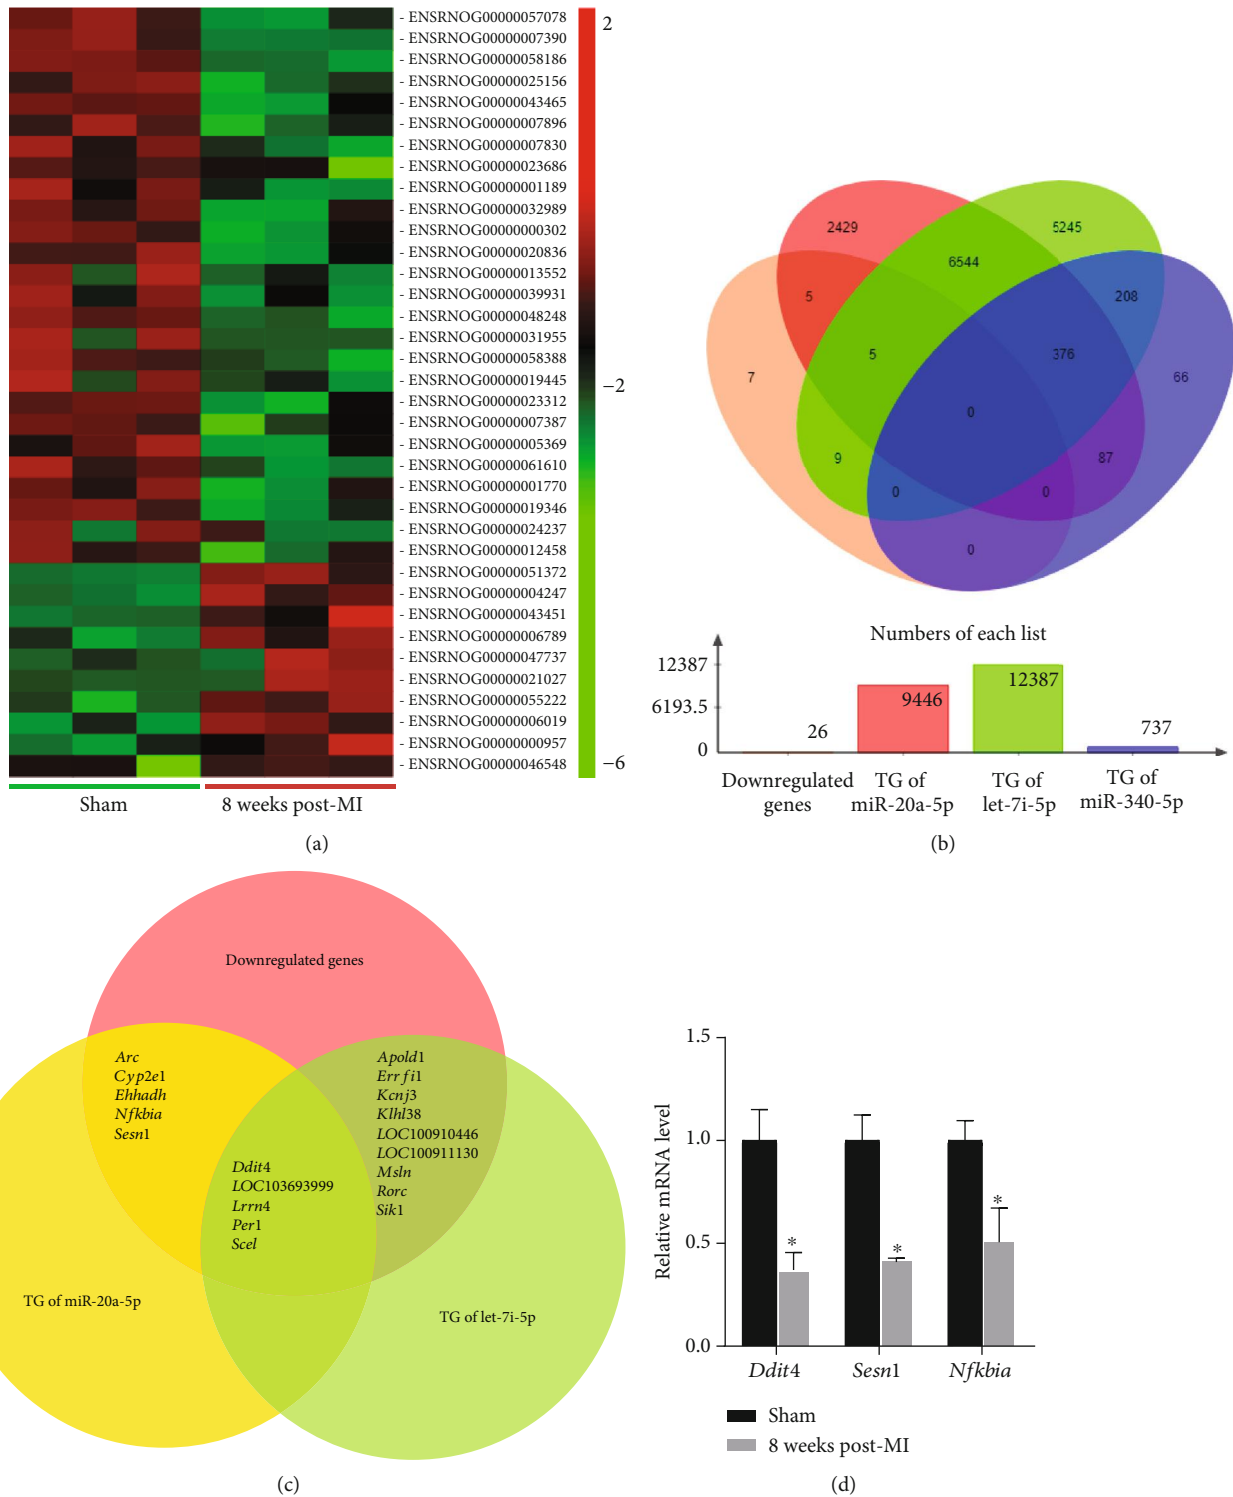 - ENSRNOG00000057078
- ENSRNOG00000007390
- ENSRNOG00000058186
- ENSRNOG00000025156
- ENSRNOG00000043465
- ENSRNOG00000007896
- ENSRNOG00000007830
- ENSRNOG00000023686
- ENSRNOG00000001189
- ENSRNOG00000032989
- ENSRNOG00000000302
- ENSRNOG00000020836
- ENSRNOG00000013552
- ENSRNOG00000039931
- ENSRNOG00000048248
- ENSRNOG00000031955
- ENSRNOG00000058388
- ENSRNOG00000019445
- ENSRNOG00000023312
- ENSRNOG00000007387
- ENSRNOG00000005369
- ENSRNOG00000061610
- ENSRNOG00000001770
- ENSRNOG00000019346
- ENSRNOG00000024237
- ENSRNOG00000012458
- ENSRNOG00000051372
- ENSRNOG00000004247
- ENSRNOG00000043451
- ENSRNOG00000006789
- ENSRNOG00000047737
- ENSRNOG00000021027
- ENSRNOG00000055222
- ENSRNOG00000006019
- ENSRNOG00000000957
- ENSRNOG00000046548
2
−2
−6
Sham 8 weeks post-MI
(a)
2429 5245
6544
5 208
5 376
7 66
0
9 87
0 0
0
Numbers of each list
12387
6193.5
0
26 9446 12387 737
Downregulated genes
TG of miR-20a-5p
TG of let-7i-5p
TG of miR-340-5p
(b)
Downregulated genes
Arc
Cyp2e1
Ehhadh
Nfkbia
Sesn1
Apold1
Errfi1
Kcnj3
Klhl38
LOC100910446
LOC100911130
Msln
Rorc
Sik1
Ddit4
LOC103693999
Lrrn4
Per1
Scel
TG of miR-20a-5p
TG of let-7i-5p
(c)
Relative mRNA level
1.5
1.0
0.5
0.0
* * *
Ddit4 Sesn1 Nfkbia
Sham
8 weeks post-MI
(d)